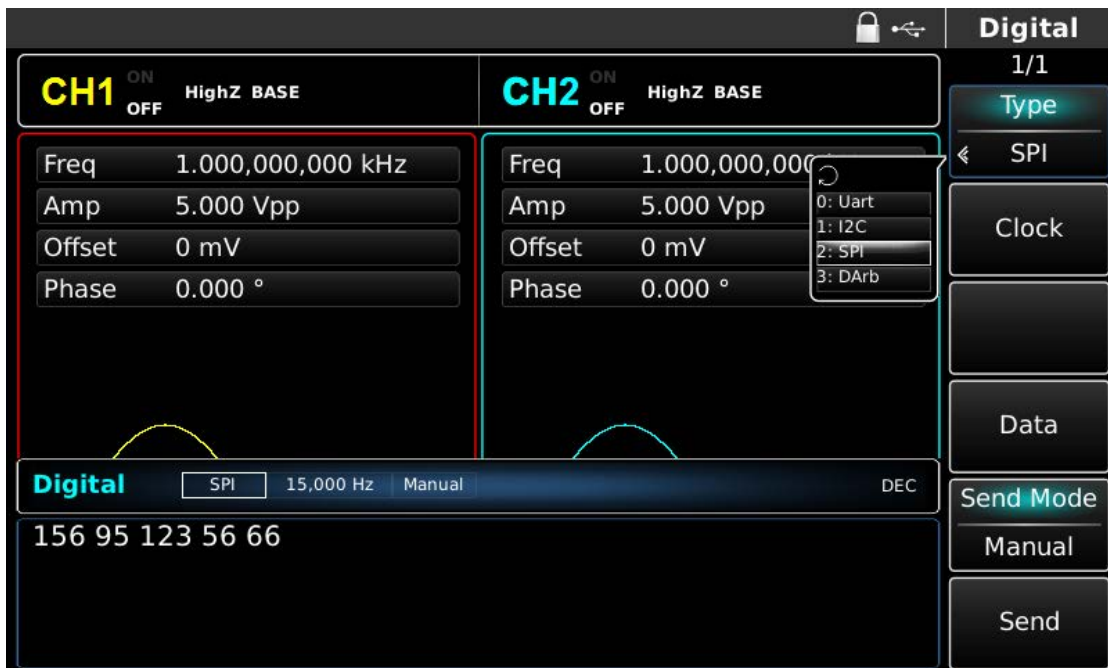 Digital
1/1
CH1 ON OFF HighZ BASE
CH2 ON OFF HighZ BASE
Type
SPI
Freq 1.000,000,000 kHz
Amp 5.000 Vpp
Offset 0 mV
Phase 0.000 °
Freq 1.000,000,000
Amp 5.000 Vpp
Offset 0 mV
Phase 0.000 °
0: Uart
1: I2C
2: SPI
3: DArb
Clock
Data
Digital SPI 15,000 Hz Manual DEC
156 95 123 56 66
Send Mode
Manual
Send